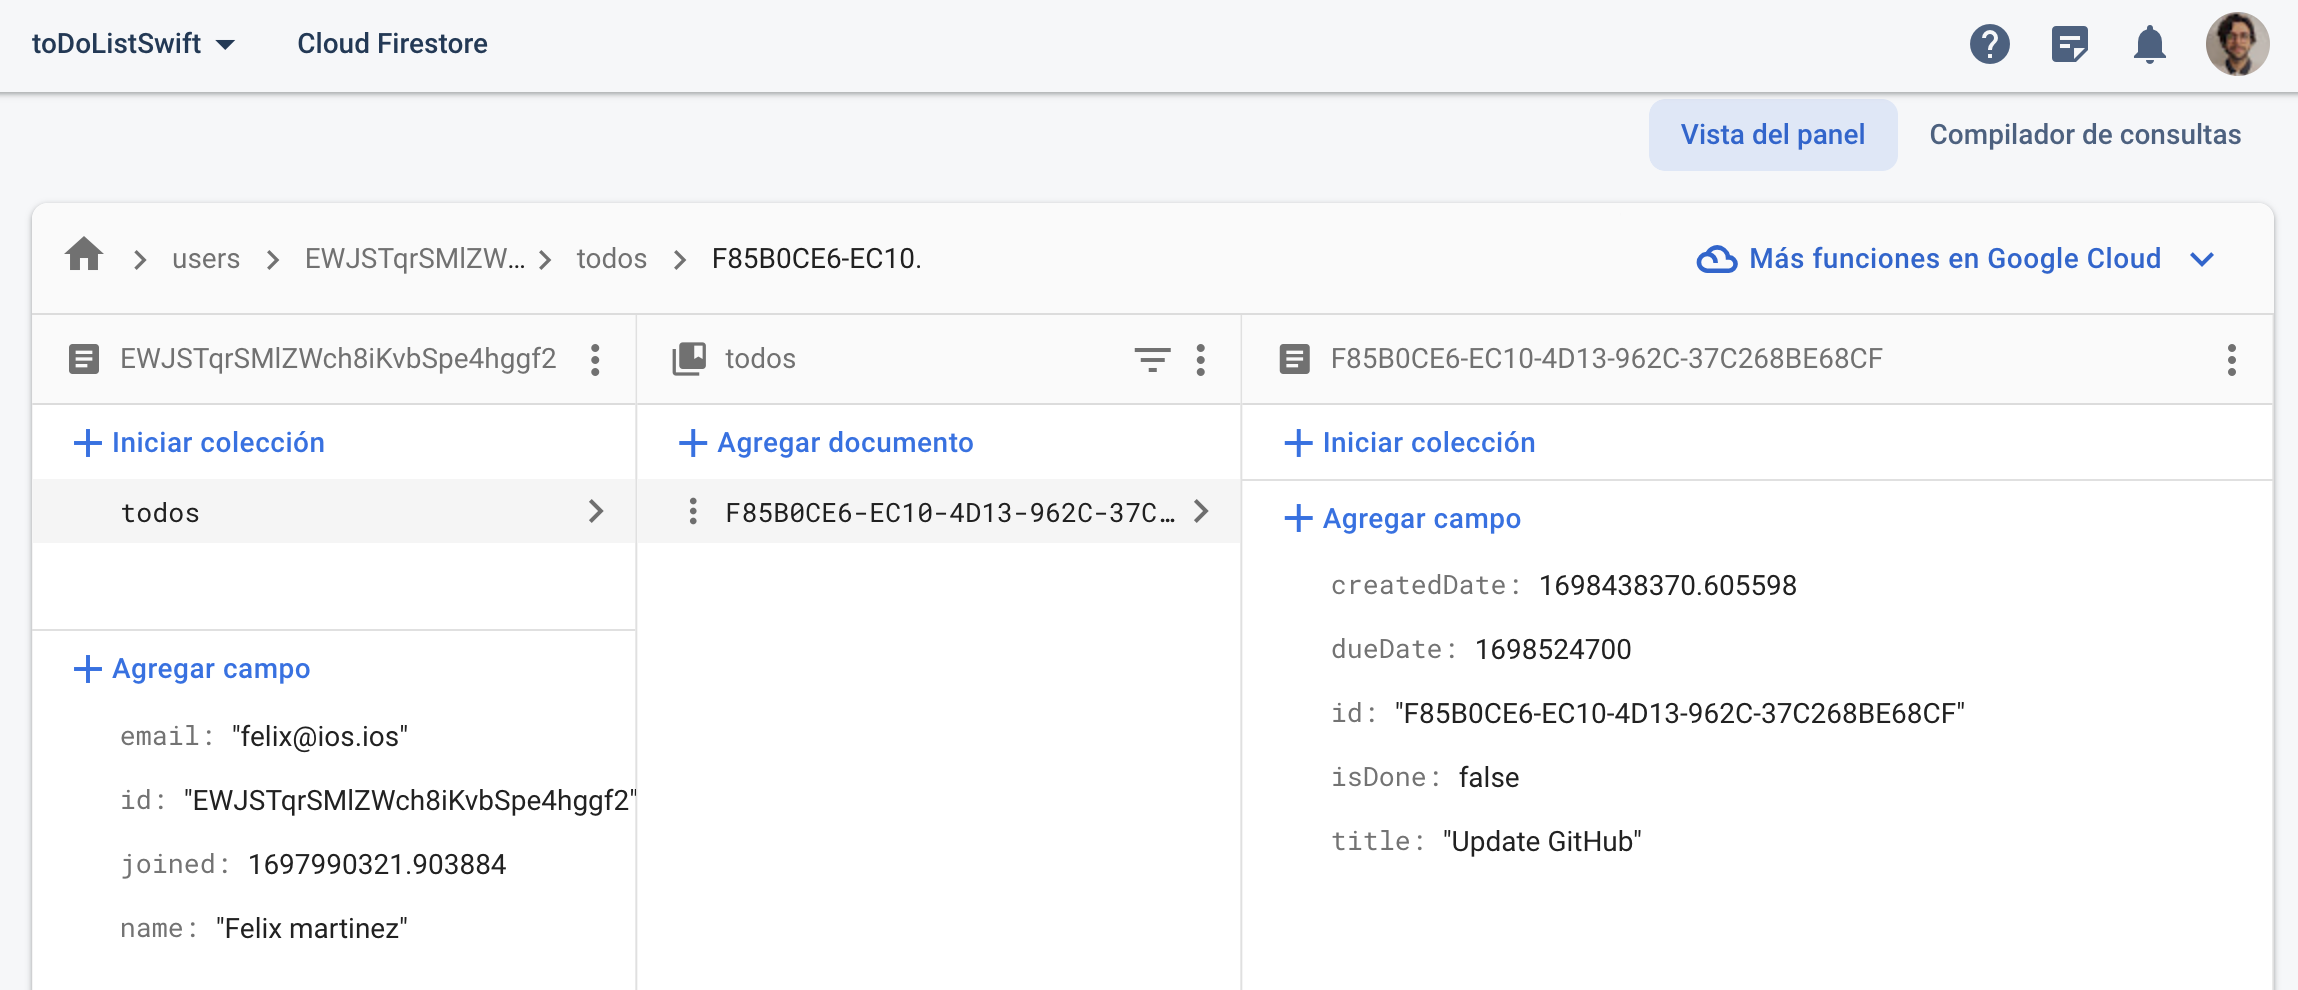 toDoListSwift
Cloud Firestore
Vista del panel
Compilador de consultas
users
EWJSTqrSMlZW...
todos
F85B0CE6-EC10.
Más funciones en Google Cloud
EWJSTqrSMlZWch8iKvbSpe4hggf2
Iniciar colección
todos
Agregar campo
email: "felix@ios.ios"
id: "EWJSTqrSMlZWch8iKvbSpe4hggf2"
joined: 1697990321.903884
name: "Felix martinez"
todos
Agregar documento
F85B0CE6-EC10-4D13-962C-37C…
F85B0CE6-EC10-4D13-962C-37C268BE68CF
Iniciar colección
Agregar campo
createdDate: 1698438370.605598
dueDate: 1698524700
id: "F85B0CE6-EC10-4D13-962C-37C268BE68CF"
isDone: false
title: "Update GitHub"